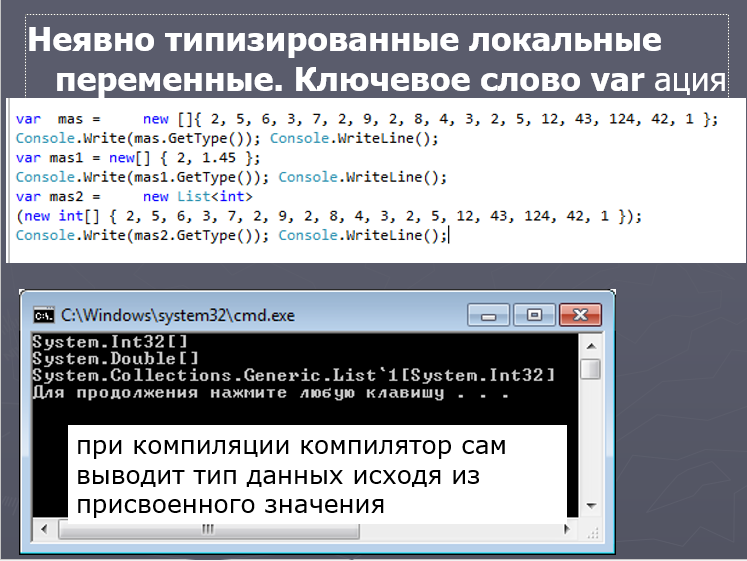 Неявно типизированные локальные
переменные. Ключевое слово var ация
var mas = new []{ 2, 5, 6, 3, 7, 2, 9, 2, 8, 4, 3, 2, 5, 12, 43, 124, 42, 1 };
Console.Write(mas.GetType()); Console.WriteLine();
var mas1 = new[] { 2, 1.45 };
Console.Write(mas1.GetType()); Console.WriteLine();
var mas2 = new List<int>
(new int[] { 2, 5, 6, 3, 7, 2, 9, 2, 8, 4, 3, 2, 5, 12, 43, 124, 42, 1 });
Console.Write(mas2.GetType()); Console.WriteLine();
C:\Windows\system32\cmd.exe
System.Int32[]
System.Double[]
System.Collections.Generic.List`1[System.Int32]
Для продолжения нажмите любую клавишу . . .
при компиляции компилятор сам
выводит тип данных исходя из
присвоенного значения